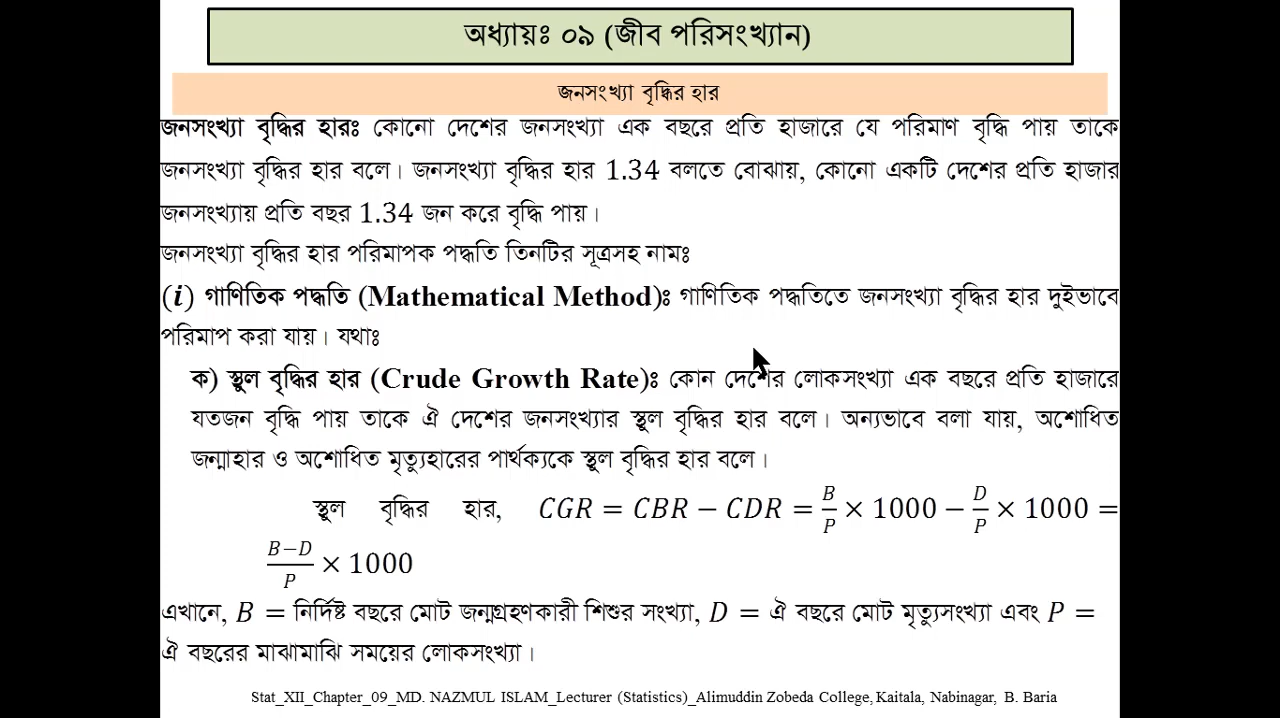 অধ্যায়ঃ ০৯ (জীব পরিসংখ্যান)
জনসংখ্যা বৃদ্ধির হার
জনসংখ্যা বৃদ্ধির হারঃ কোনো দেশের জনসংখ্যা এক বছরে প্রতি হাজারে যে পরিমাণ বৃদ্ধি পায় তাকে
জনসংখ্যা বৃদ্ধির হার বলে। জনসংখ্যা বৃদ্ধির হার 1.34 বলতে বোঝায়, কোনো একটি দেশের প্রতি হাজার
জনসংখ্যায় প্রতি বছর 1.34 জন করে বৃদ্ধি পায়।
জনসংখ্যা বৃদ্ধির হার পরিমাপক পদ্ধতি তিনটির সূত্রসহ নামঃ
(i) গাণিতিক পদ্ধতি (Mathematical Method)ঃ গাণিতিক পদ্ধতিতে জনসংখ্যা বৃদ্ধির হার দুইভাবে
পরিমাপ করা যায়। যথাঃ
ক) স্থুল বৃদ্ধির হার (Crude Growth Rate)ঃ কোন দেশের লোকসংখ্যা এক বছরে প্রতি হাজারে
যতজন বৃদ্ধি পায় তাকে ঐ দেশের জনসংখ্যার স্থুল বৃদ্ধির হার বলে। অন্যভাবে বলা যায়, অশোধিত
জন্মাহার ও অশোধিত মৃত্যুহারের পার্থক্যকে স্থুল বৃদ্ধির হার বলে।
স্থুল বৃদ্ধির হার, CGR = CBR − CDR = B/P × 1000 − D/P × 1000 =
B−D/P × 1000
এখানে, B = নির্দিষ্ট বছরে মোট জন্মগ্রহণকারী শিশুর সংখ্যা, D = ঐ বছরে মোট মৃত্যুসংখ্যা এবং P =
ঐ বছরের মাঝামাঝি সময়ের লোকসংখ্যা।
Stat_XII_Chapter_09_MD. NAZMUL ISLAM_Lecturer (Statistics)_Alimuddin Zobeda College, Kaitala, Nabinagar, B. Baria